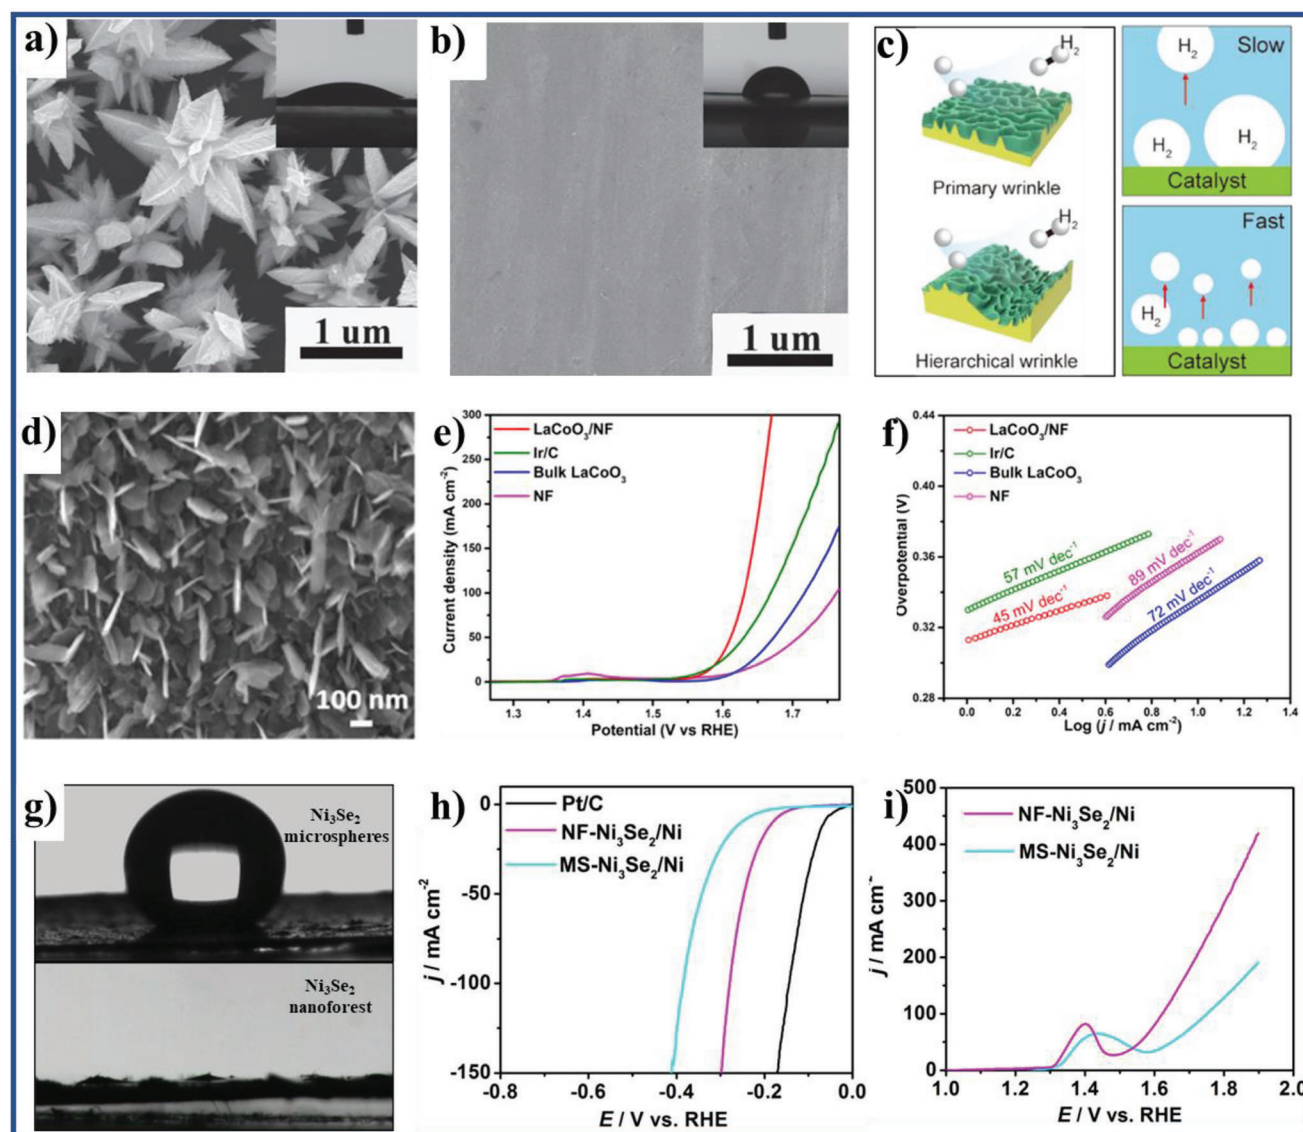 a)
1 um
b)
1 um
c)
H2
Primary wrinkle
H2
Hierarchical wrinkle
H2
Slow
H2
H2
Catalyst
Fast
H2
Catalyst
d)
100 nm
e)
300
250
200
150
100
50
0
Current density (mA cm-2)
LaCoO3/NF
Ir/C
Bulk LaCoO3
NF
1.3 1.4 1.5 1.6 1.7
Potential (V vs RHE)
f)
0.44
0.40
0.36
0.32
0.28
Overpotential (V)
LaCoO3/NF
Ir/C
Bulk LaCoO3
NF
57 mV dec-1
45 mV dec-1
89 mV dec-1
72 mV dec-1
0.0 0.2 0.4 0.6 0.8 1.0 1.2 1.4
Log (j / mA cm-2)
g)
Ni3Se2
microspheres
Ni3Se2
nanoforest
h)
0
-50
-100
-150
j / mA cm-2
Pt/C
NF-Ni3Se2/Ni
MS-Ni3Se2/Ni
-0.8 -0.6 -0.4 -0.2 0.0
E / V vs. RHE
i)
500
400
300
200
100
0
j / mA cm-2
NF-Ni3Se2/Ni
MS-Ni3Se2/Ni
1.0 1.2 1.4 1.6 1.8 2.0
E / V vs. RHE